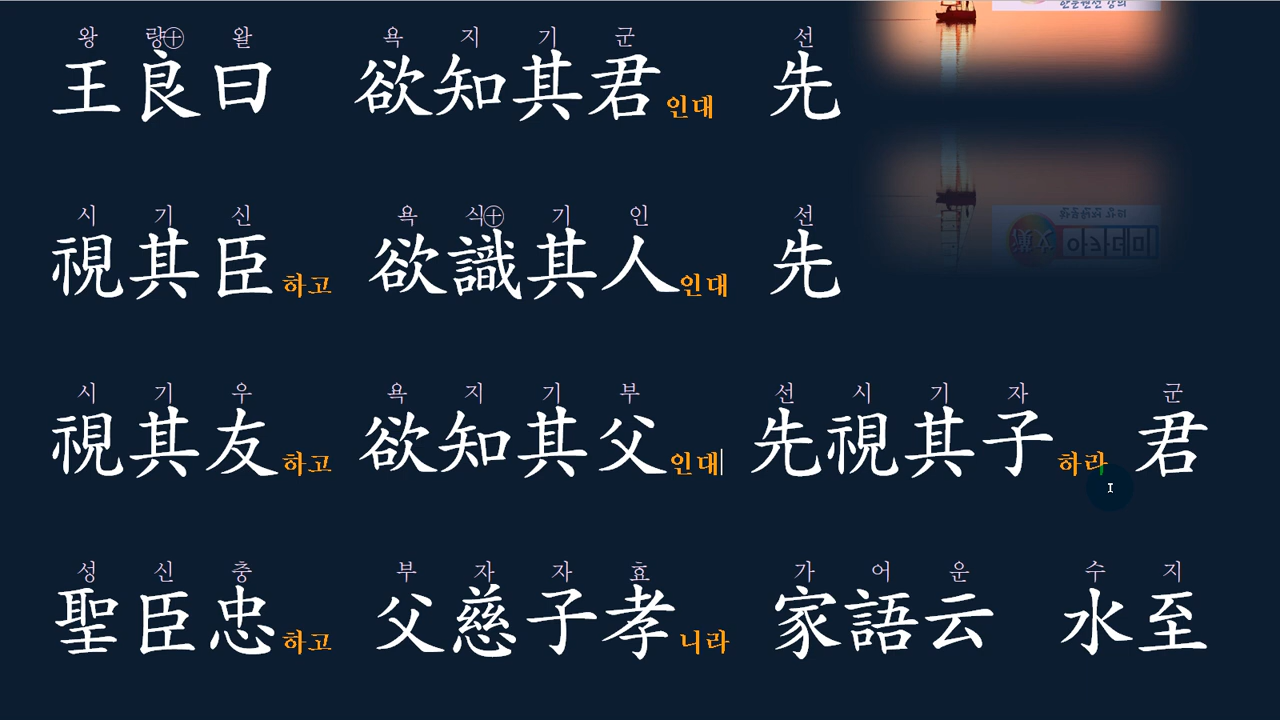 왕 량㊉ 왈 욕 지 기 군 선
王良曰 欲知其君인대 先
시 기 신 욕 식㊉ 기 인 선
視其臣하고 欲識其人인대 先
시 기 우 욕 지 기 부 선 시 기 자 군
視其友하고 欲知其父인대 先視其子하라 君
성 신 충 부 자 자 효 가 어 운 수 지
聖臣忠하고 父慈子孝니라 家語云 水至